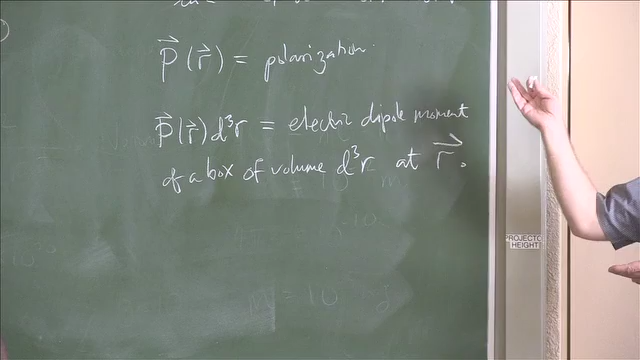 P⃗(r⃗) = polarization.
P⃗(r⃗)d³r = electric dipole moment
of a box of volume d³r at r⃗.
PROJECTO
HEIGHT